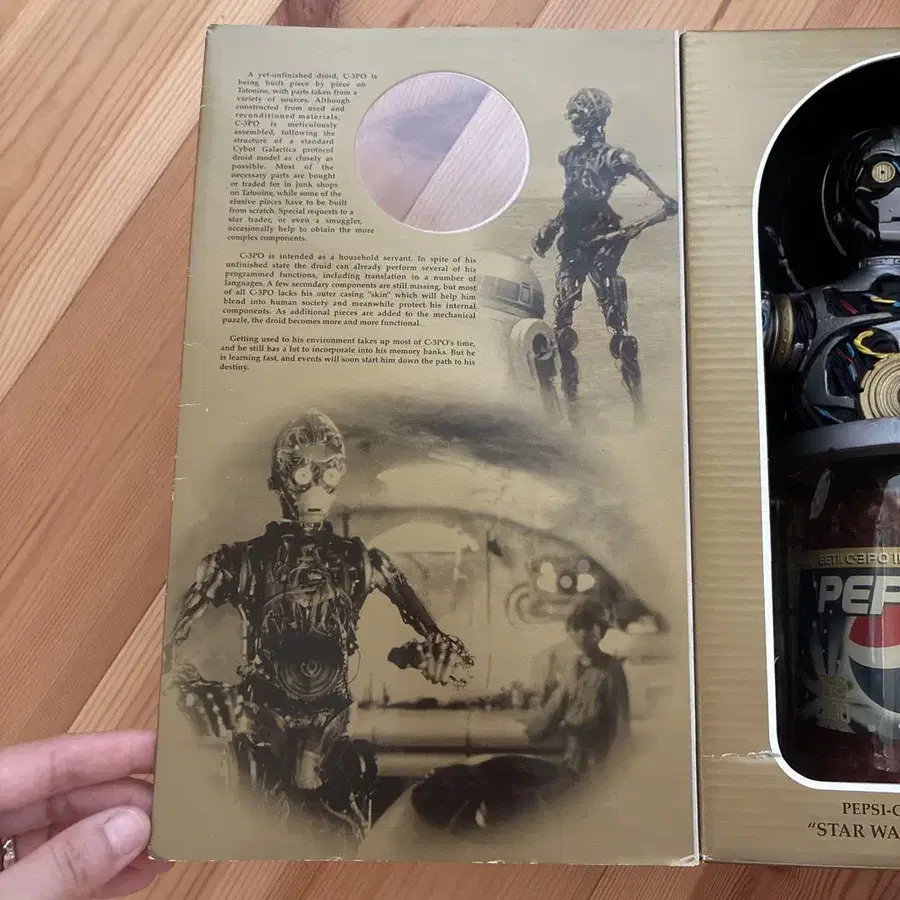 A yet-unfinished droid, C-3PO is
being built piece by piece on
Tatooine, with parts taken from a
variety of sources. Although
constructed from used and
reconditioned materials,
C-3PO is meticulously
assembled, following the
structure of a standard
Cybot Galactica protocol
droid model as closely as
possible. Most of the
necessary parts are bought
or traded for in junk shops
on Tatooine, while some of the
elusive pieces have to be built
from scratch. Special requests to a
star trader, or even a smuggler,
occasionally help to obtain the more
complex components.
C-3PO is intended as a household servant. In spite of his
unfinished state the droid can already perform several of his
programmed functions, including translation in a number of
languages. A few secondary components are still missing, but most
of all C-3PO lacks his outer casing "skin" which will help him
blend into human society and meanwhile protect his internal
components. As additional pieces are added to the mechanical
puzzle, the droid becomes more and more functional.
Getting used to his environment takes up most of C-3PO's time,
and he still has a lot to incorporate into his memory banks. But he
is learning fast, and events will soon start him down the path to his
destiny.
C-3PO
PEP
PEPSI-C
"STAR WA